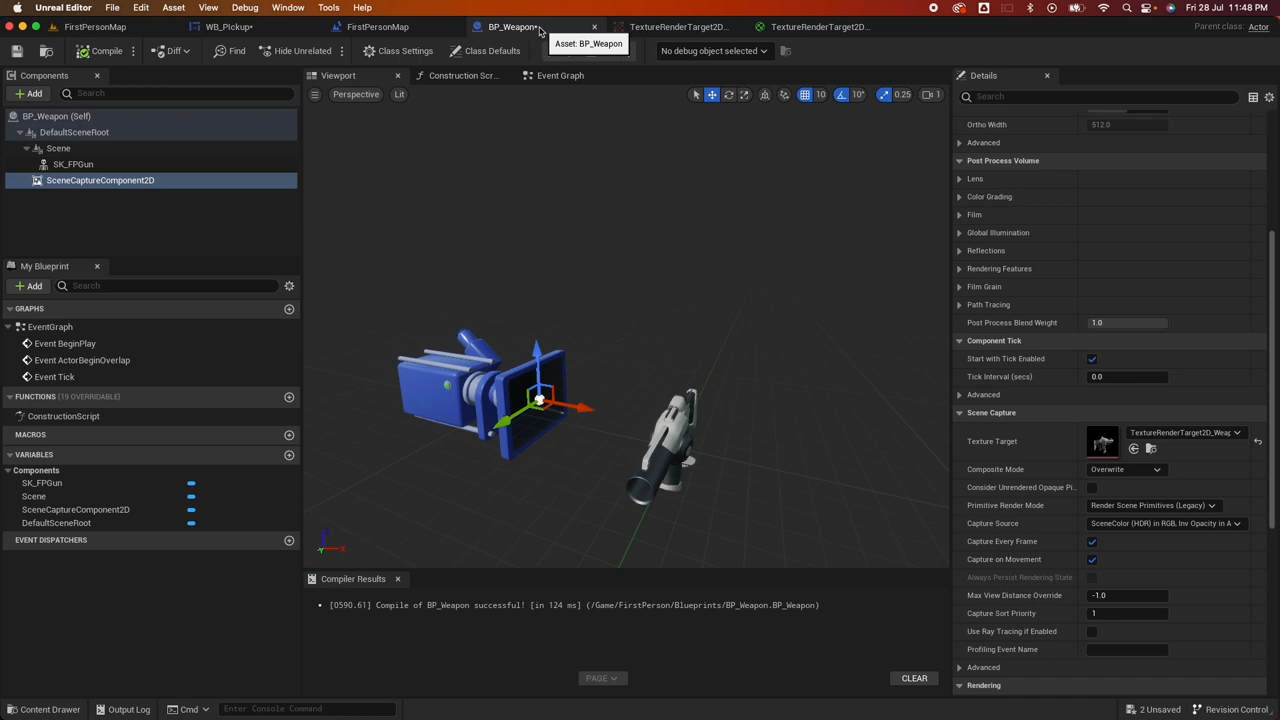 Unreal Engine File Edit Asset View Debug Window Tools Help Fri 28 Jun 11:48 PM
FirstPersonMap WB_PIckup• FirstPersonMap BP_Weapon• TextureRenderTarget2D... TextureRenderTarget2D... Parent class: Actor
Asset: BP_Weapon
Compile Diff Find Hide Unrelated Class Settings Class Defaults No debug object selected
Components Viewport Construction Scr... Event Graph Details
Add Search Perspective Lit 10 10° 0.25 1 Search
BP_Weapon (Self)
DefaultSceneRoot
Scene
SK_FPGun
SceneCaptureComponent2D
Ortho Width 512.0
Advanced
Post Process Volume
Lens
Color Grading
Film
Global Illumination
Reflections
Rendering Features
Film Grain
Path Tracing
Post Process Blend Weight 1.0
Component Tick
Start with Tick Enabled
Tick Interval (secs) 0.0
Advanced
Scene Capture
Texture Target TextureRenderTarget2D_Weap
Composite Mode Overwrite
Consider Unrendered Opaque Pi...
Primitive Render Mode Render Scene Primitives (Legacy)
Capture Source SceneColor (HDR) in RGB, Inv Opacity in A
Capture Every Frame
Capture on Movement
Always Persist Rendering State
Max View Distance Override -1.0
Capture Sort Priority 1
Use Ray Tracing if Enabled
Profiling Event Name
Advanced
Rendering
My Blueprint
Add Search
GRAPHS
EventGraph
Event BeginPlay
Event ActorBeginOverlap
Event Tick
FUNCTIONS (19 OVERRIDABLE)
ConstructionScript
MACROS
VARIABLES
Components
SK_FPGun
Scene
SceneCaptureComponent2D
DefaultSceneRoot
EVENT DISPATCHERS
Z X Y
Compiler Results
[0590.61] Compile of BP_Weapon successful! [in 124 ms] (/Game/FirstPerson/Blueprints/BP_Weapon.BP_Weapon)
PAGE CLEAR
Content Drawer Output Log Cmd Enter Console Command 2 Unsaved Revision Control